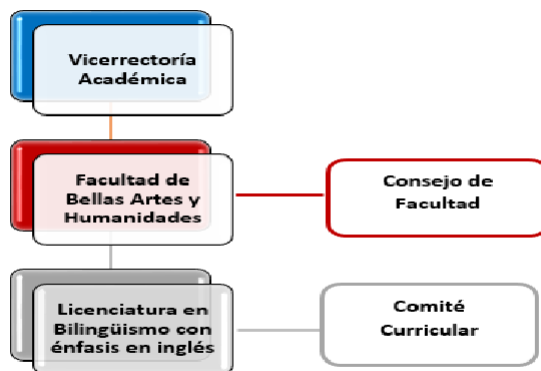 Vicerrectoría
Académica
Facultad de
Bellas Artes y
Humanidades
Consejo de
Facultad
Licenciatura en
Bilingüismo con
énfasis en inglés
Comité
Curricular